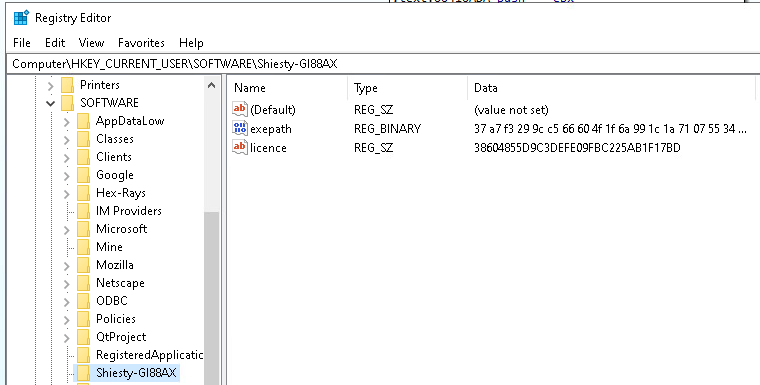 Registry Editor
File Edit View Favorites Help
Computer\HKEY_CURRENT_USER\SOFTWARE\Shiesty-GI88AX
Printers
SOFTWARE
AppDataLow
Classes
Clients
Google
Hex-Rays
IM Providers
Microsoft
Mine
Mozilla
Netscape
ODBC
Policies
QtProject
RegisteredApplicatic
Shiesty-GI88AX
Name Type Data
(Default) REG_SZ (value not set)
exepath REG_BINARY 37 a7 f3 29 9c c5 66 60 4f 1f 6a 99 1c 1a 71 07 55 34 ...
licence REG_SZ 38604855D9C3DEFE09FBC225AB1F17BD